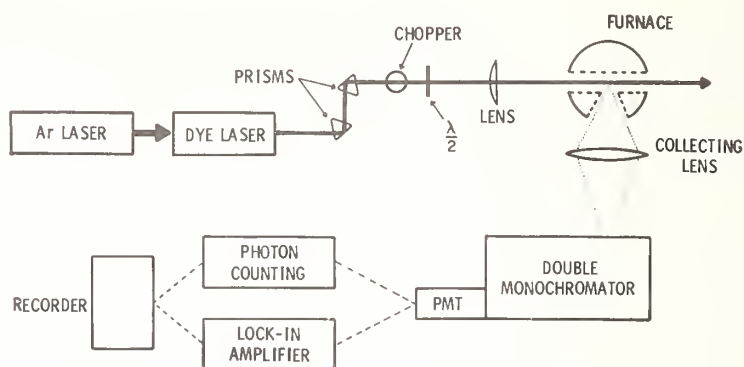 FURNACE
CHOPPER
PRISMS
Ar LASER
DYE LASER
λ/2
LENS
COLLECTING
LENS
PHOTON
COUNTING
RECORDER
LOCK-IN
AMPLIFIER
PMT
DOUBLE
MONOCHROMATOR